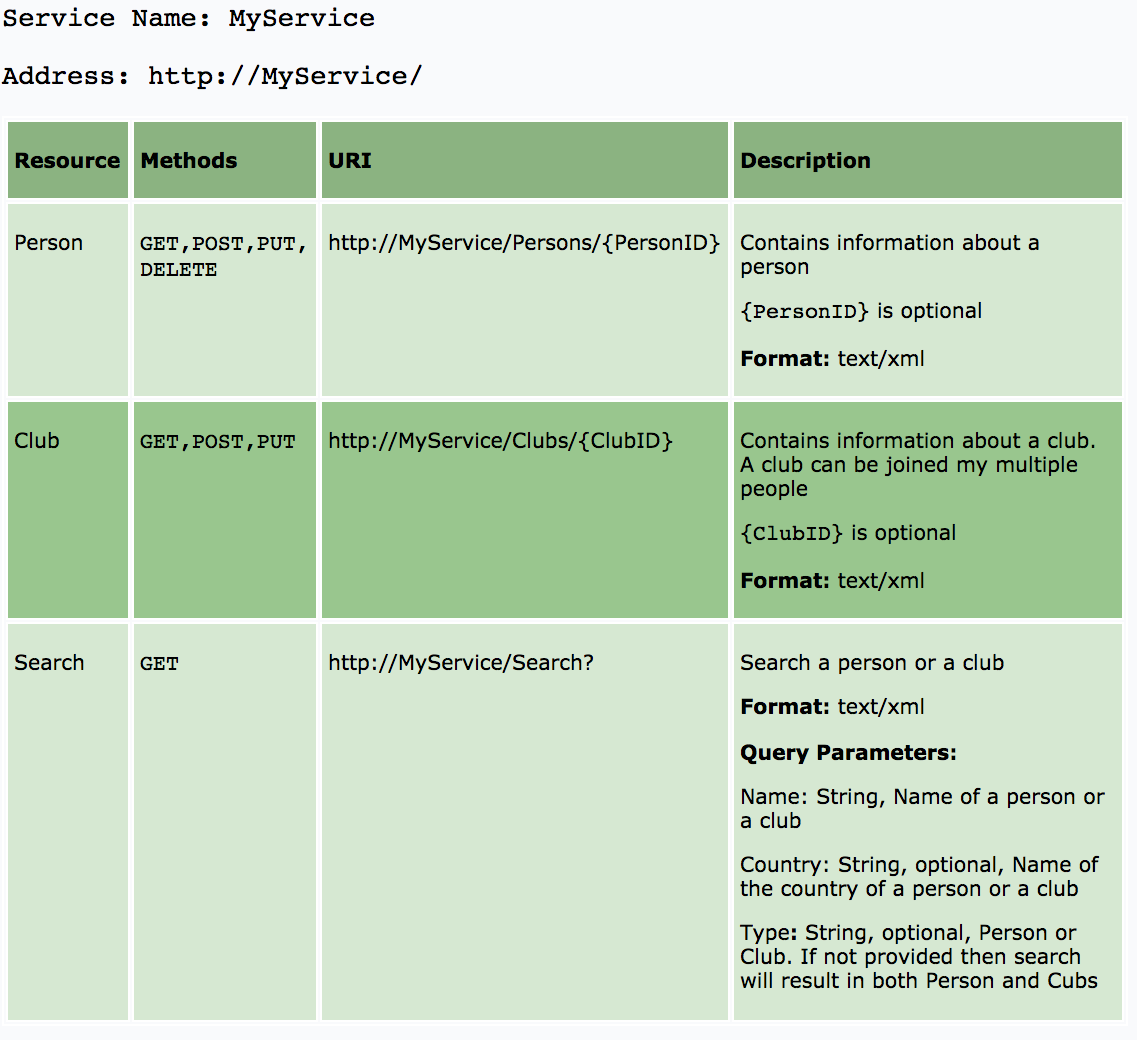 Service Name: MyService
Address: http://MyService/
Resource
Methods
URI
Description
Person
GET,POST,PUT,
DELETE
http://MyService/Persons/{PersonID}
Contains information about a
person
{PersonID} is optional
Format: text/xml
Club
GET,POST,PUT
http://MyService/Clubs/{ClubID}
Contains information about a club.
A club can be joined my multiple
people
{ClubID} is optional
Format: text/xml
Search
GET
http://MyService/Search?
Search a person or a club
Format: text/xml
Query Parameters:
Name: String, Name of a person or
a club
Country: String, optional, Name of
the country of a person or a club
Type: String, optional, Person or
Club. If not provided then search
will result in both Person and Cubs